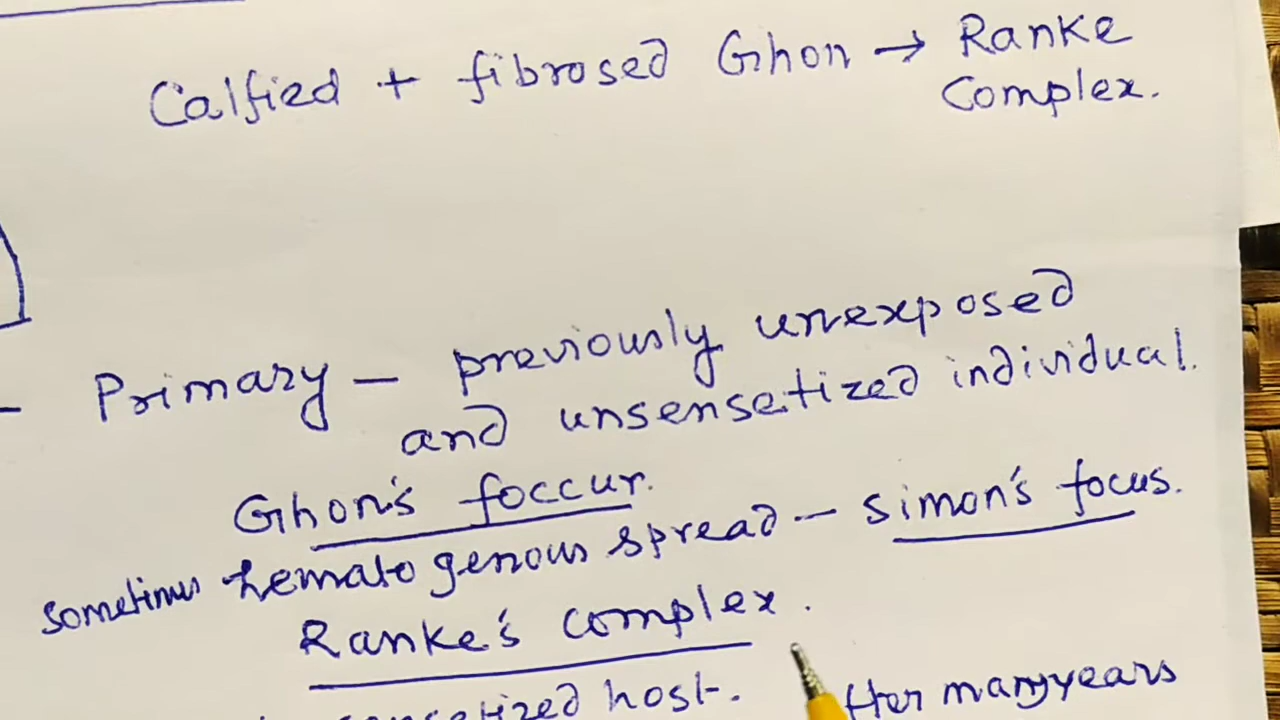 Calfied + fibrosed Ghon → Ranke
Complex.
- Primary - previously unexposed
and unsensetized individual.
Ghon's foccur.
sometimes hematogenous spread - simon's focus.
Ranke's complex.
host. many years